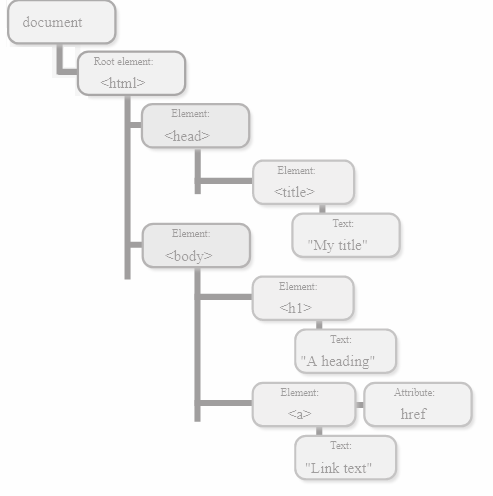 document
Root element:
<html>
Element:
<head>
Element:
<title>
Text:
"My title"
Element:
<body>
Element:
<h1>
Text:
"A heading"
Element:
<a>
Attribute:
href
Text:
"Link text"